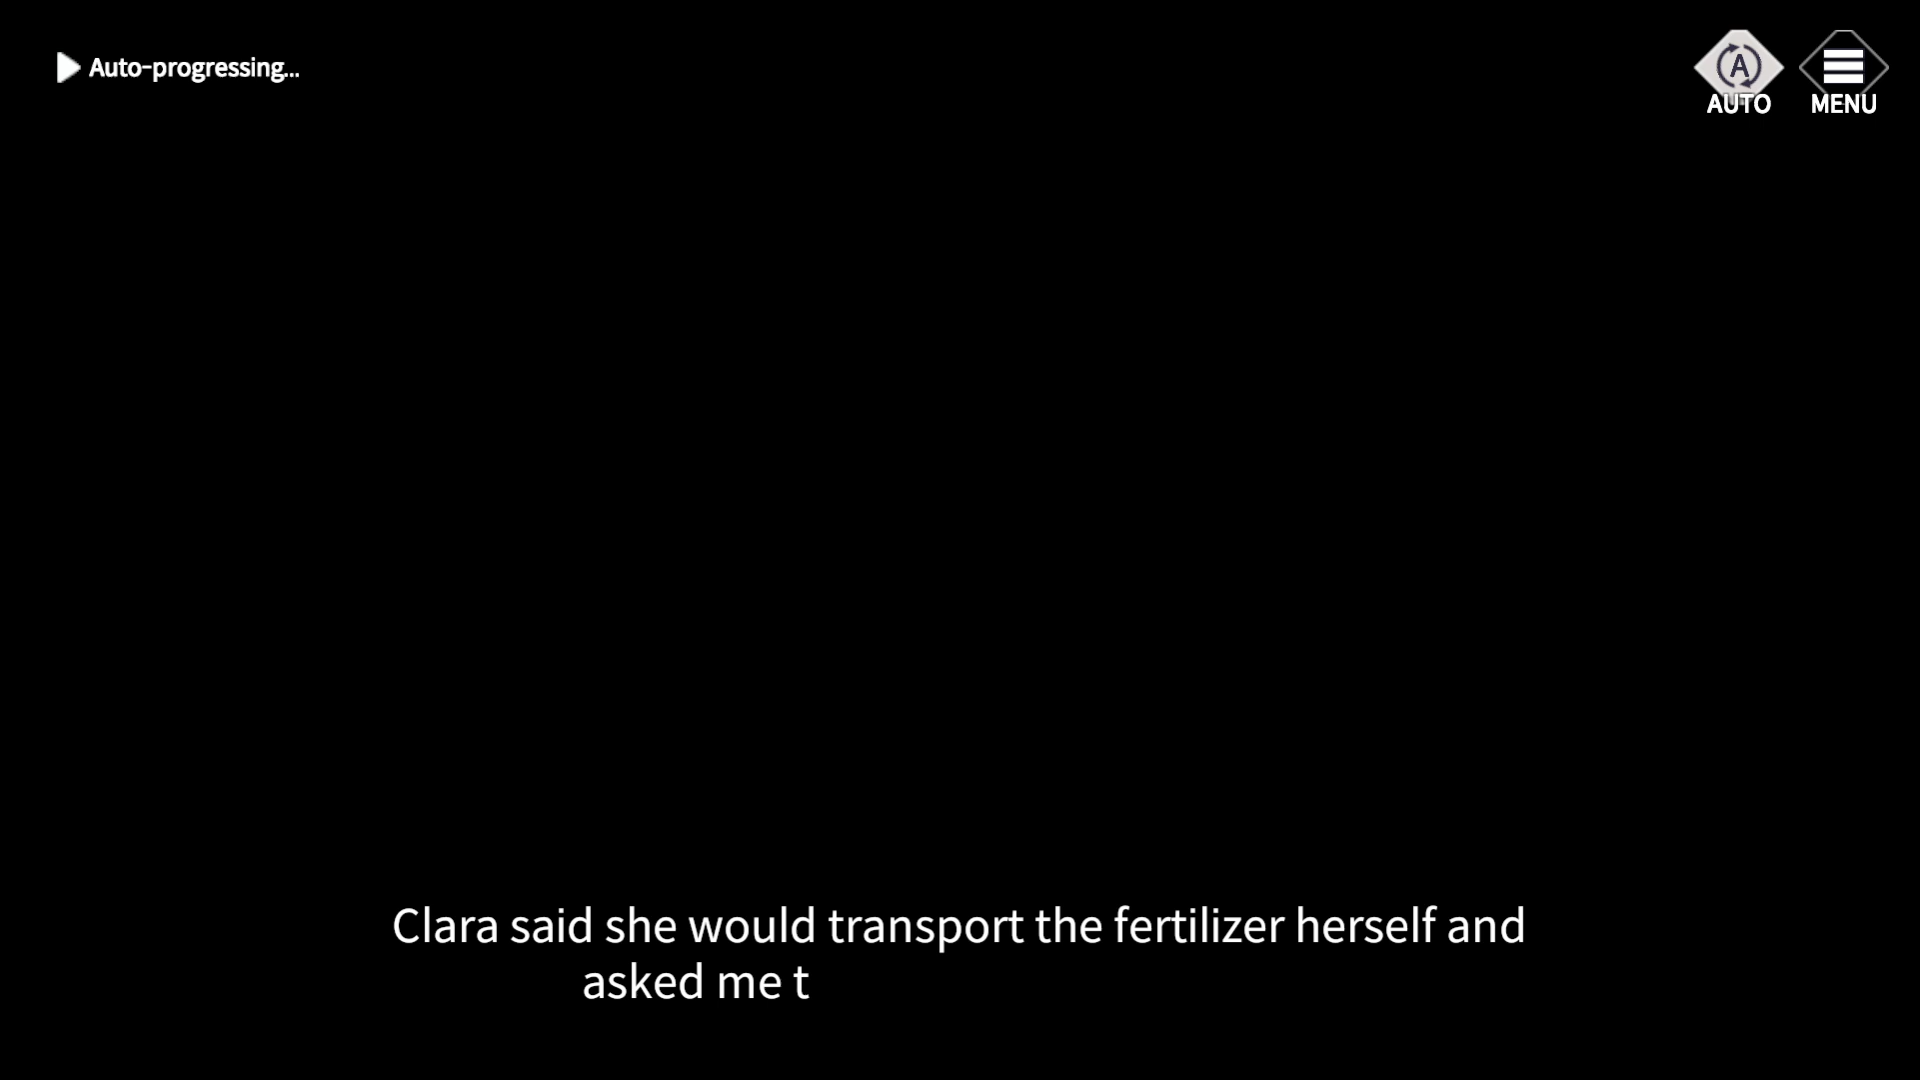 Auto-progressing...
AUTO
MENU
Clara said she would transport the fertilizer herself and
asked me t